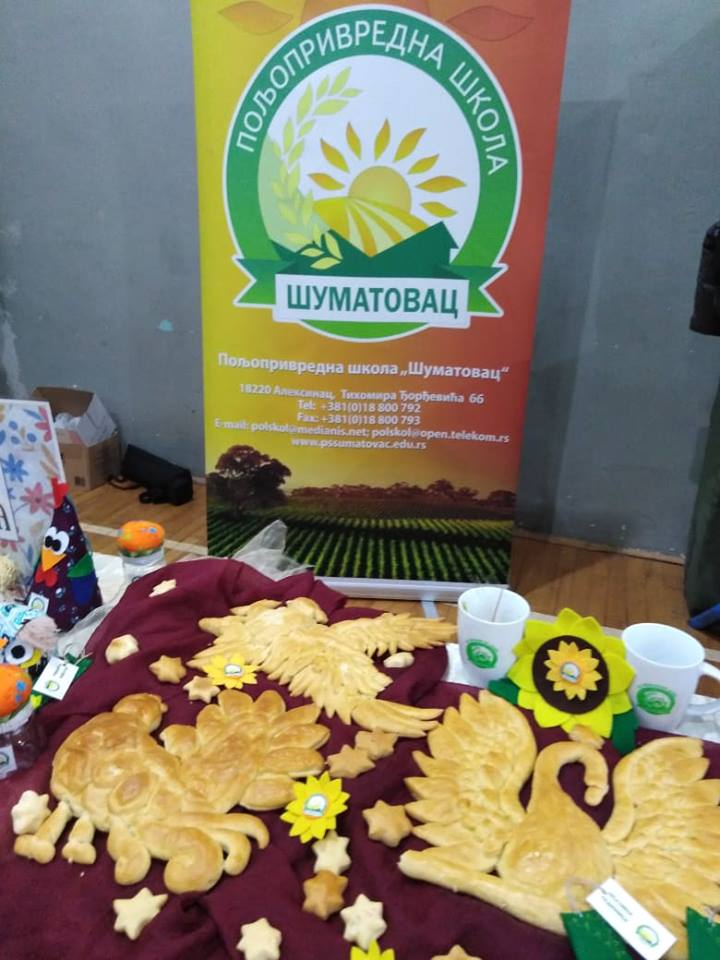 ПОЉОПРИВРЕДНА ШКОЛА
ШУМАТОВАЦ
Пољопривредна школа „Шуматовац“
18220 Алексинац, Тихомира Ђорђевића 66
Tel: +381(0)18 800 792
Fax: +381(0)18 800 793
E-mail: polskol@medianis.net; polskol@open.telekom.rs
www.pssumatovac.edu.rs